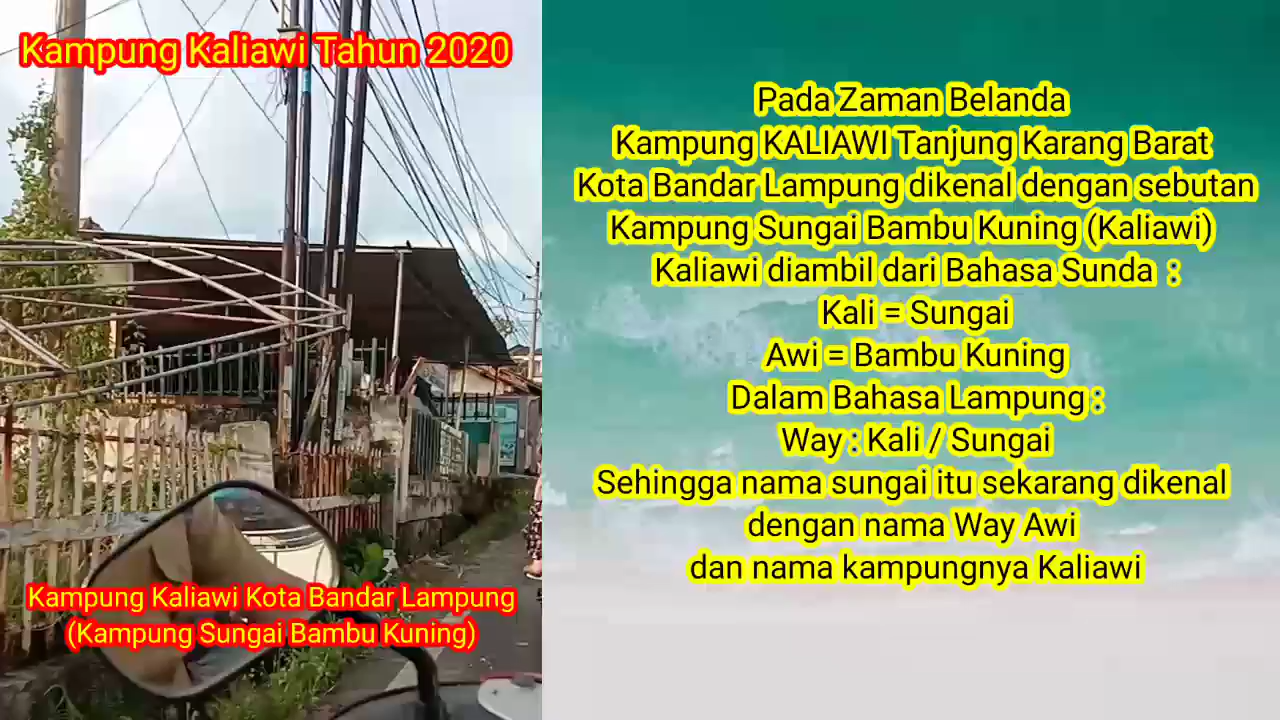 Kampung Kaliawi Tahun 2020
Kampung Kaliawi Kota Bandar Lampung
(Kampung Sungai Bambu Kuning)
Pada Zaman Belanda
Kampung KALIAWI Tanjung Karang Barat
Kota Bandar Lampung dikenal dengan sebutan
Kampung Sungai Bambu Kuning (Kaliawi)
Kaliawi diambil dari Bahasa Sunda :
Kali = Sungai
Awi = Bambu Kuning
Dalam Bahasa Lampung :
Way : Kali / Sungai
Sehingga nama sungai itu sekarang dikenal
dengan nama Way Awi
dan nama kampungnya Kaliawi